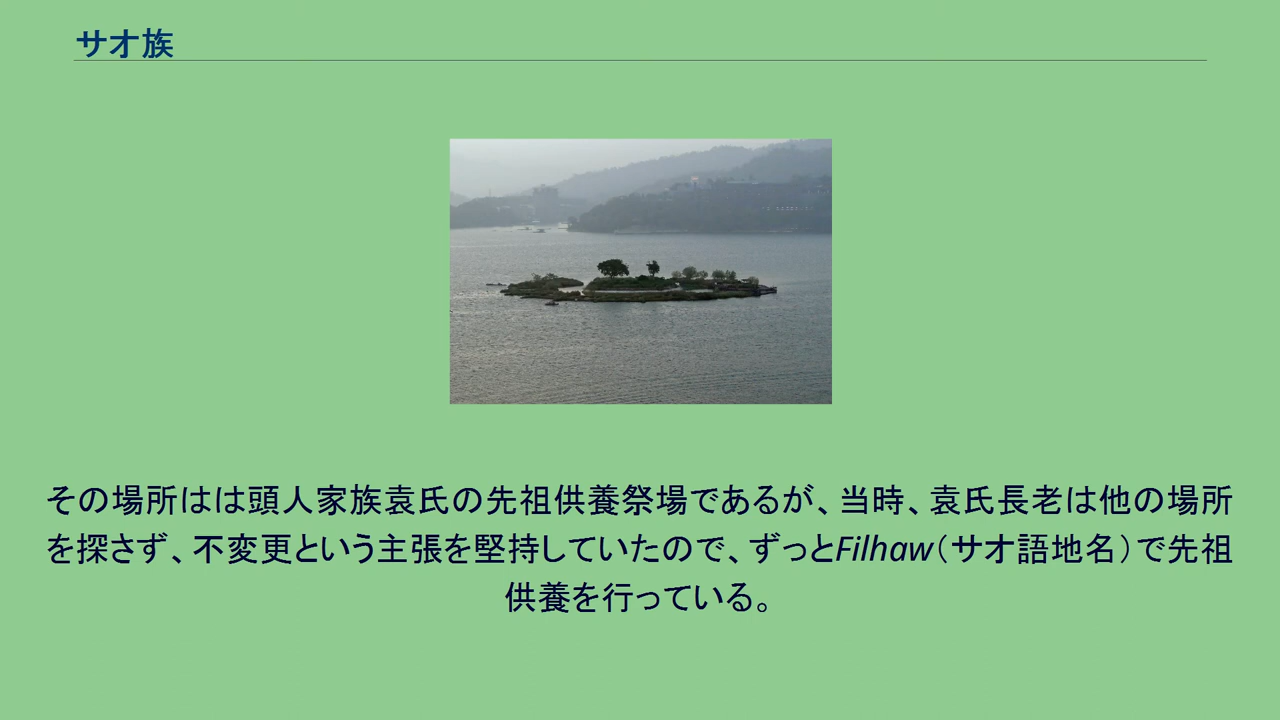 サオ族
その場所はは頭人家族袁氏の先祖供養祭場であるが、当時、袁氏長老は他の場所
を探さず、不変更という主張を堅持していたので、ずっとFilhaw（サオ語地名）で先祖
供養を行っている。